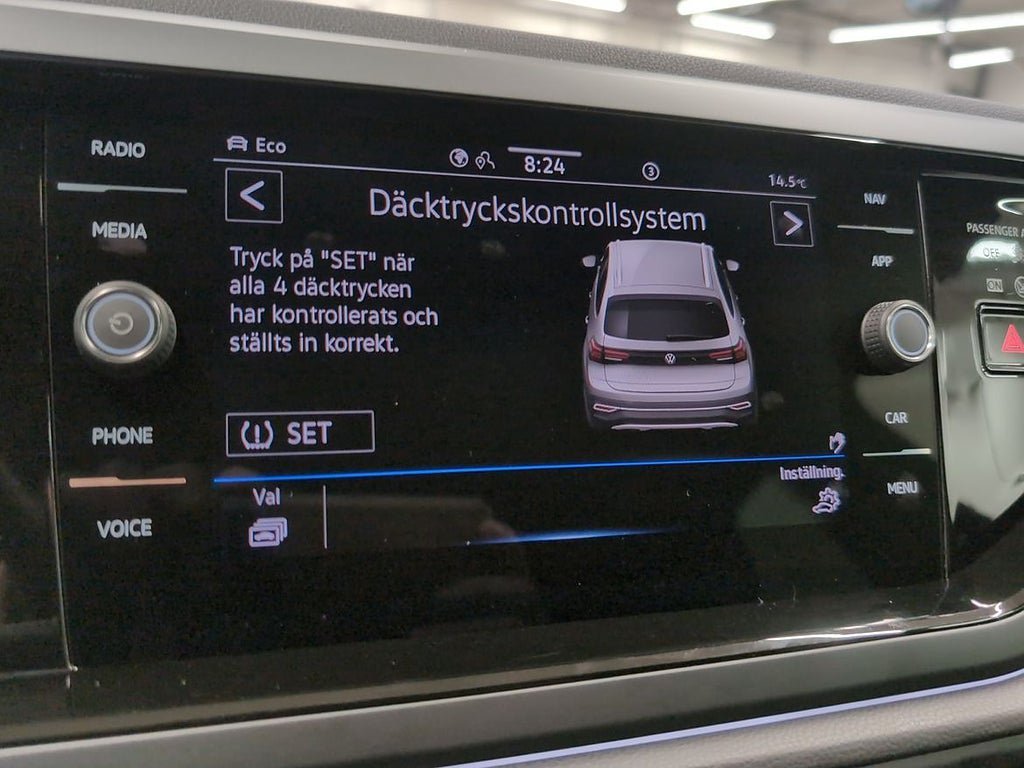 RADIO
MEDIA
PHONE
VOICE
Eco
8:24
3
14.5°C
Däcktryckskontrollsystem
Tryck på "SET" när
alla 4 däcktrycken
har kontrollerats och
ställts in korrekt.
SET
Val
Inställning.
NAV
APP
CAR
MENU
PASSENGER A
OFF
ON